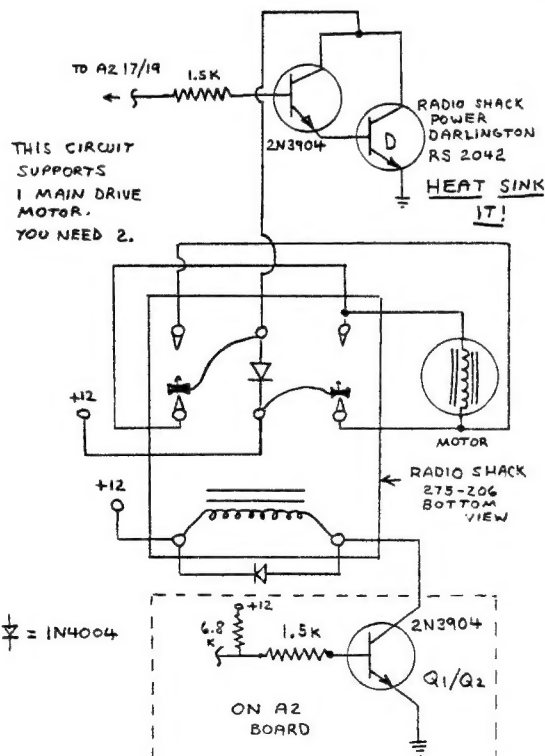 TO A2 17/19
1.5K
2N3904
D
RADIO SHACK
POWER
DARLINGTON
RS 2042
HEAT SINK
IT!
THIS CIRCUIT
SUPPORTS
1 MAIN DRIVE
MOTOR.
YOU NEED 2.
+12
MOTOR
+12
RADIO SHACK
275-206
BOTTOM
VIEW
= 1N4004
+12
6.8
K
1.5K
2N3904
Q1/Q2
ON A2
BOARD